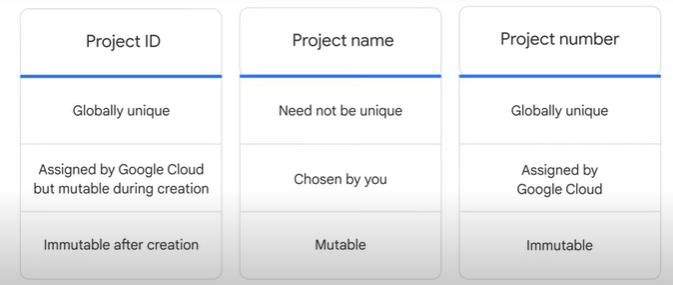 Project ID
Globally unique
Assigned by Google Cloud
but mutable during creation
Immutable after creation
Project name
Need not be unique
Chosen by you
Mutable
Project number
Globally unique
Assigned by
Google Cloud
Immutable